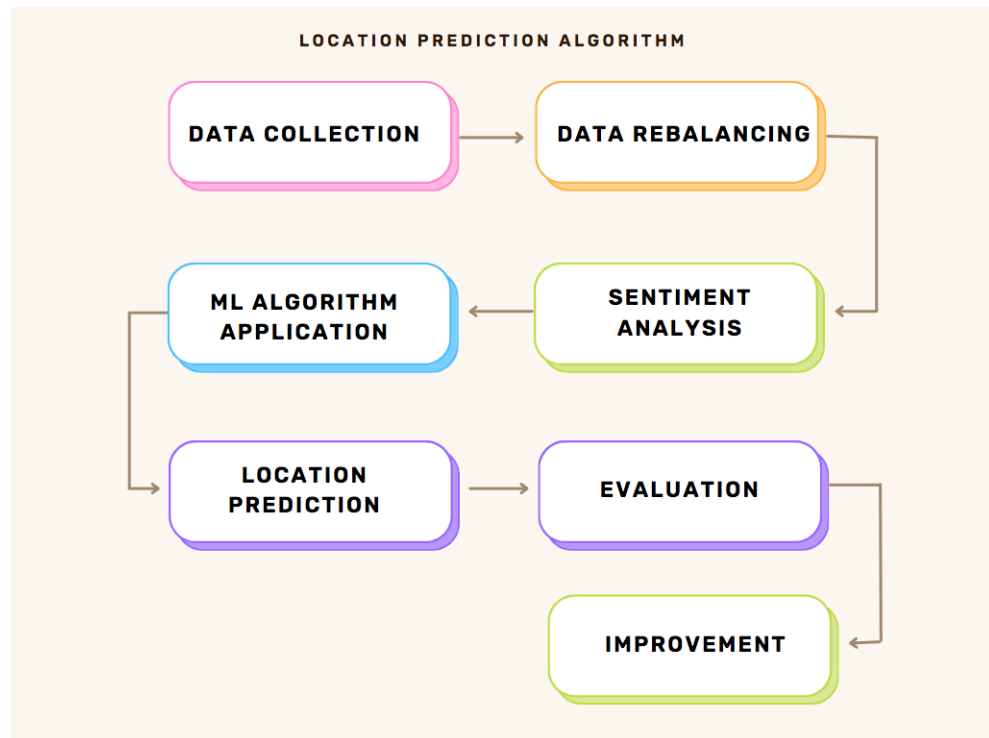 LOCATION PREDICTION ALGORITHM
DATA COLLECTION
DATA REBALANCING
SENTIMENT
ANALYSIS
ML ALGORITHM
APPLICATION
LOCATION
PREDICTION
EVALUATION
IMPROVEMENT